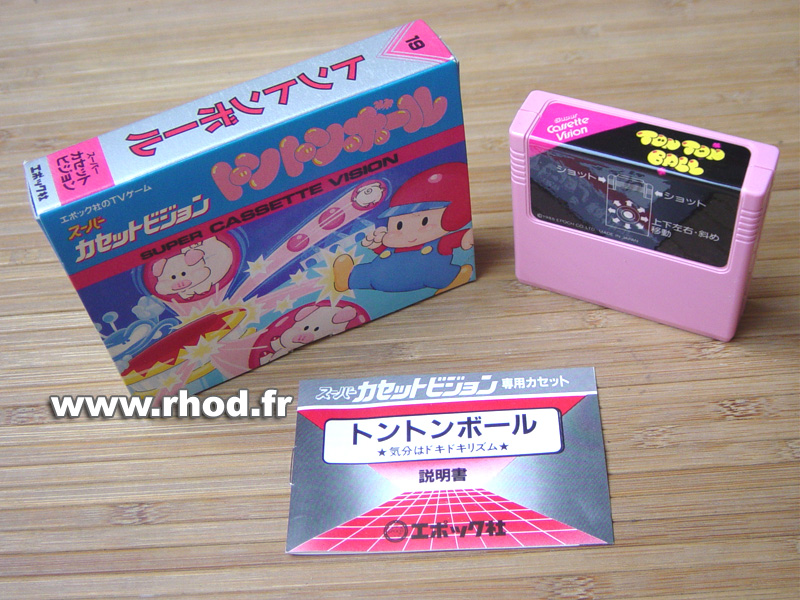 19
トントンボール
スーパー
カセット
ビジョン
エポック社
エポック社のTVゲーム
スーパー
カセットビジョン
トントンボール
SUPER CASSETTE VISION
Super
Cassette
Vision
TON TON
BALL
ショット
ショット
上下左右・斜め
移動
MADE IN JAPAN
www.rhod.fr
スーパーカセットビジョン専用カセット
トントンボール
★気分はドキドキリズム★
説明書
エポック社